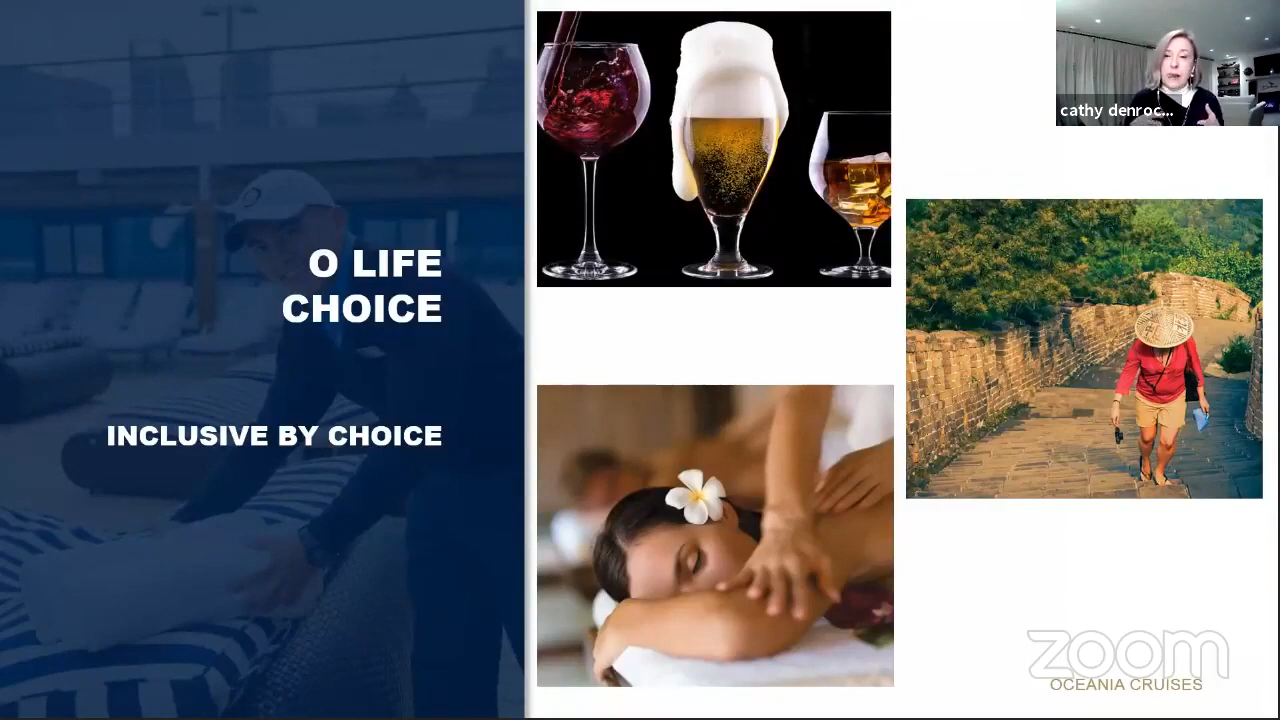 O LIFE
CHOICE
INCLUSIVE BY CHOICE
cathy denroc...
zoom
OCEANIA CRUISES